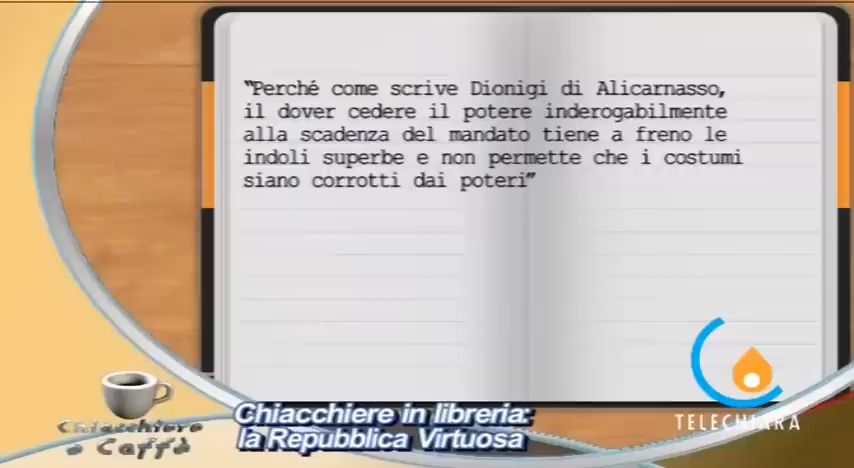 “Perché come scrive Dionigi di Alicarnasso,
il dover cedere il potere inderogabilmente
alla scadenza del mandato tiene a freno le
indoli superbe e non permette che i costumi
siano corrotti dai poteri”
Chiacchiere in libreria:
la Repubblica Virtuosa
Chiacchiere
e Caffè
TELECHIARA